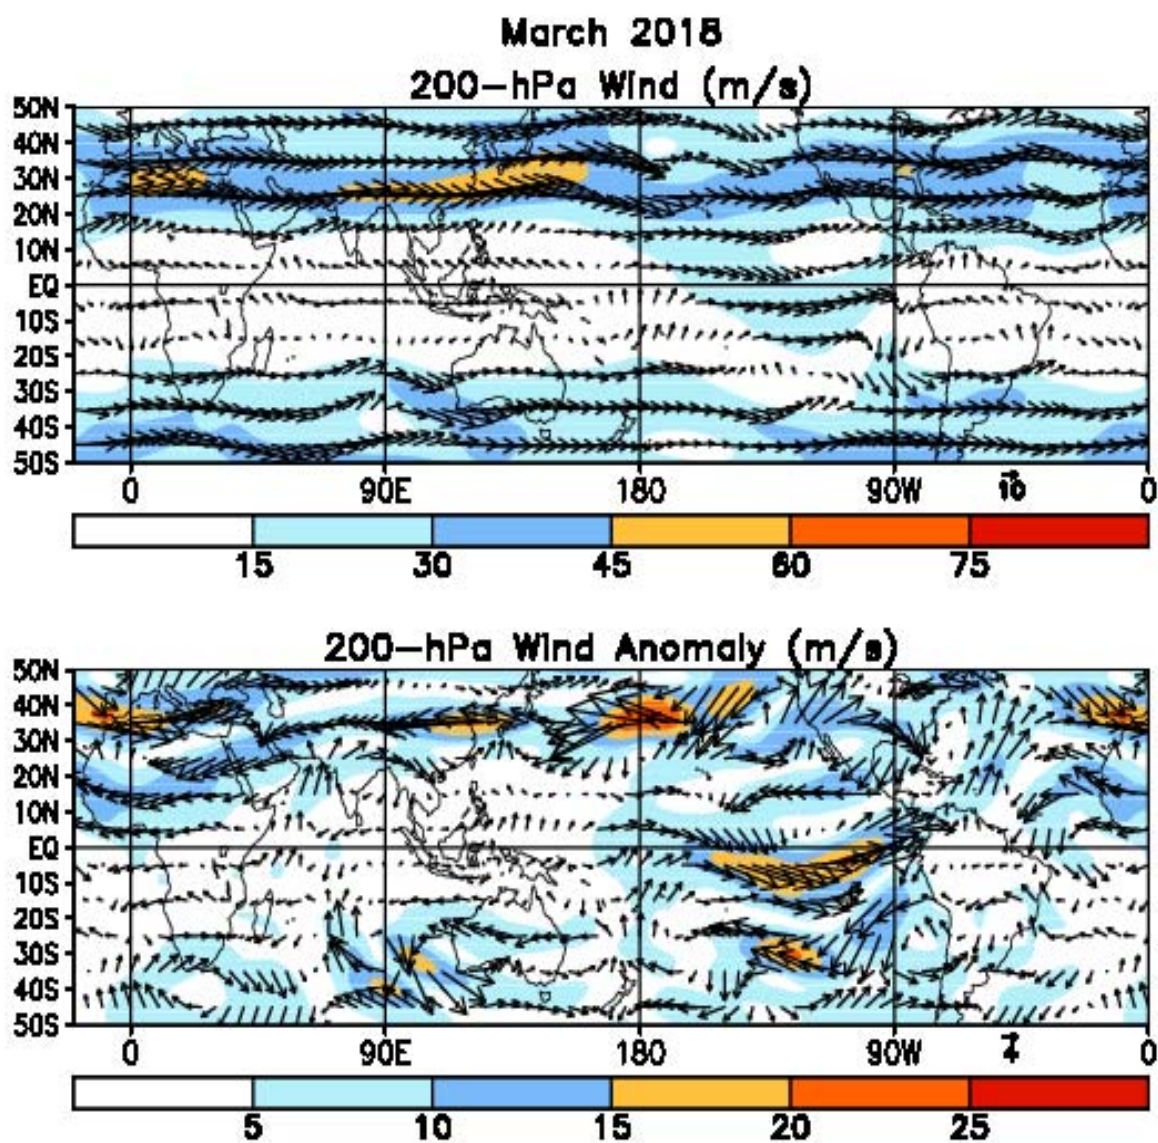 March 2018
200-hPa Wind (m/s)
50N
40N
30N
20N
10N
EQ
10S
20S
30S
40S
50S
0 90E 180 90W 10 0
15 30 45 60 75
200-hPa Wind Anomaly (m/s)
50N
40N
30N
20N
10N
EQ
10S
20S
30S
40S
50S
0 90E 180 90W 4 0
5 10 15 20 25